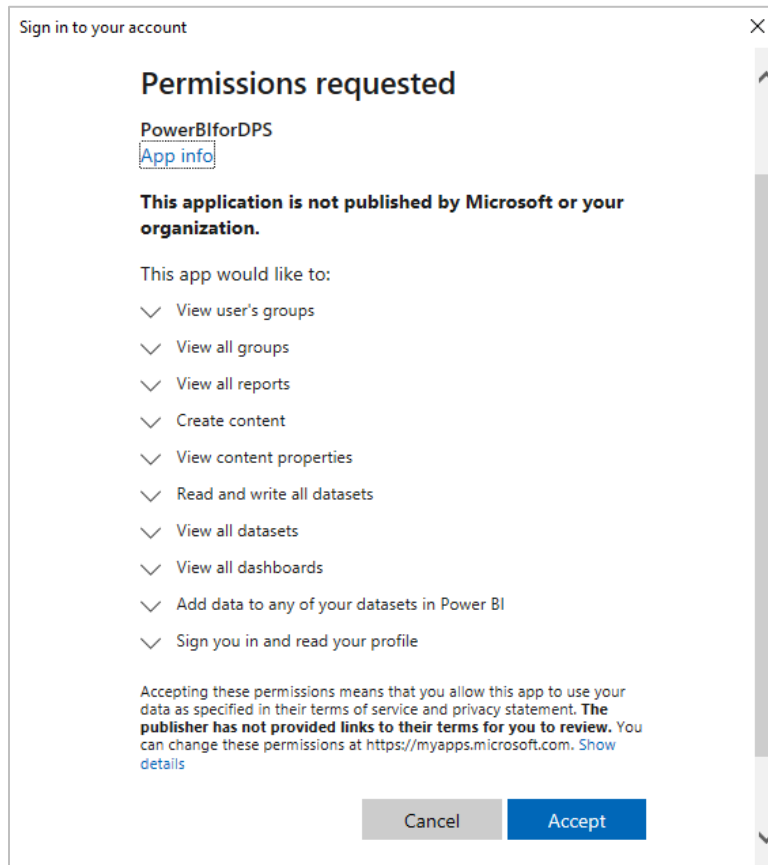 Sign in to your account
Permissions requested
PowerBIforDPS
App info
This application is not published by Microsoft or your
organization.
This app would like to:
View user's groups
View all groups
View all reports
Create content
View content properties
Read and write all datasets
View all datasets
View all dashboards
Add data to any of your datasets in Power BI
Sign you in and read your profile
Accepting these permissions means that you allow this app to use your
data as specified in their terms of service and privacy statement. The
publisher has not provided links to their terms for you to review. You
can change these permissions at https://myapps.microsoft.com. Show
details
Cancel Accept